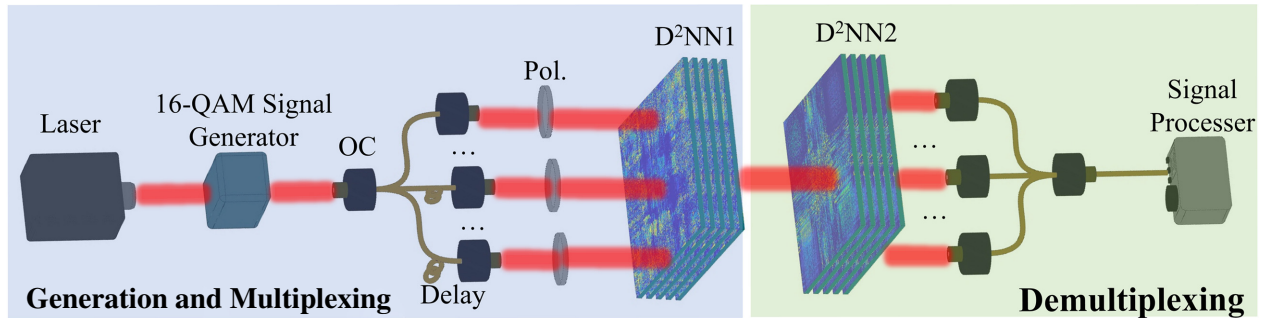 Laser
16-QAM Signal
Generator
OC
...
...
Pol.
D²NN1
Delay
Generation and Multiplexing
D²NN2
...
...
Signal
Processer
Demultiplexing